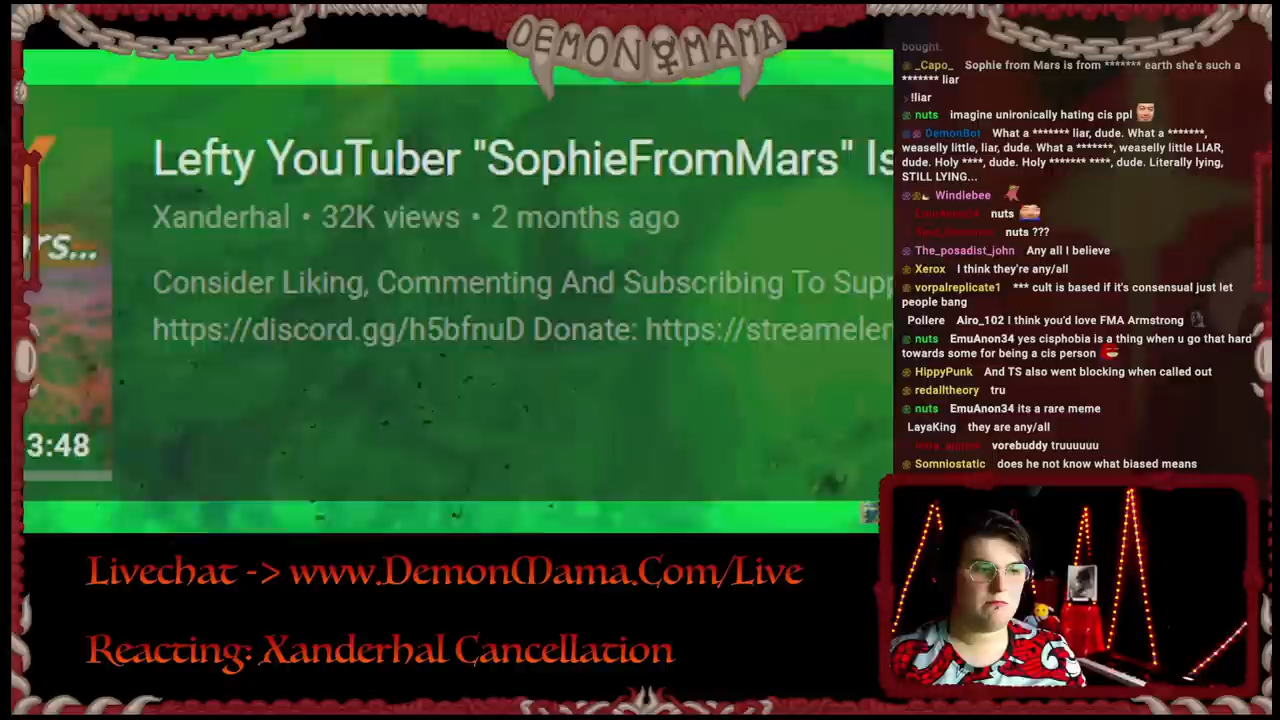 DEMON MAMA
Lefty YouTuber "SophieFromMars" Is
Xanderhal • 32K views • 2 months ago
rs...
Consider Liking, Commenting And Subscribing To Supp
https://discord.gg/h5bfnuD Donate: https://streamelen
3:48
Livechat -> www.DemonMama.Com/Live
Reacting: Xanderhal Cancellation
bought.
_Capo_ Sophie from Mars is from ******* earth she's such a
******* liar
!liar
nuts imagine unironically hating cis ppl
DemonBot What a ******* liar, dude. What a *******,
weaselly little, liar, dude. What a *******, weaselly little LIAR,
dude. Holy ****, dude. Holy ******* ****, dude. Literally lying,
STILL LYING...
Windlebee
EmuAnon34 nuts
nuts ???
The_posadist_john Any all I believe
Xerox I think they're any/all
vorpalreplicate1 *** cult is based if it's consensual just let
people bang
Pollere Airo_102 I think you'd love FMA Armstrong
nuts EmuAnon34 yes cisphobia is a thing when u go that hard
towards some for being a cis person
HippyPunk And TS also went blocking when called out
redalltheory tru
nuts EmuAnon34 its a rare meme
LayaKing they are any/all
vorebuddy truuuuuu
Somniostatic does he not know what biased means